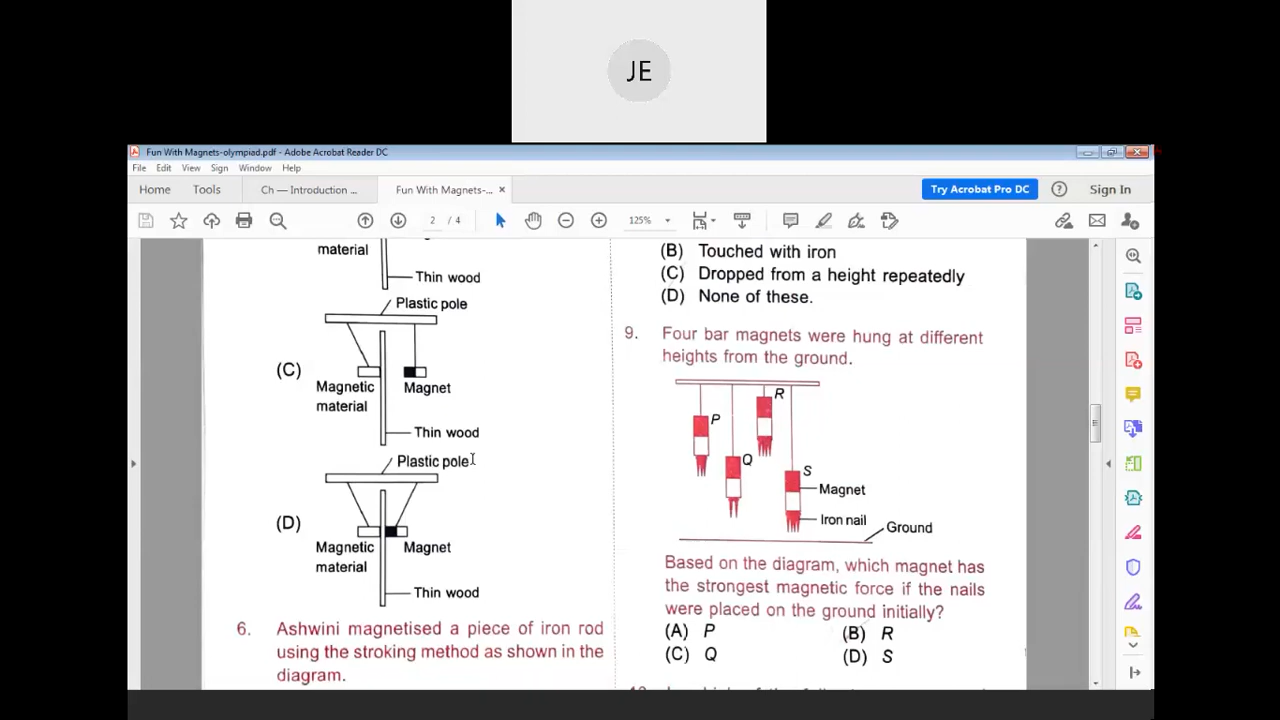 JE
Fun With Magnets-olympiad.pdf - Adobe Acrobat Reader DC
File Edit View Sign Window Help
Home Tools Ch — Introduction ... Fun With Magnets-... × Try Acrobat Pro DC Sign In
2 / 4 125%
material
Thin wood
Plastic pole
(C)
Magnetic Magnet
material
Thin wood
Plastic pole
(D)
Magnetic Magnet
material
Thin wood
6. Ashwini magnetised a piece of iron rod
using the stroking method as shown in the
diagram.
(B) Touched with iron
(C) Dropped from a height repeatedly
(D) None of these.
9. Four bar magnets were hung at different
heights from the ground.
R
P
Q
S
Magnet
Iron nail
Ground
Based on the diagram, which magnet has
the strongest magnetic force if the nails
were placed on the ground initially?
(A) P (B) R
(C) Q (D) S